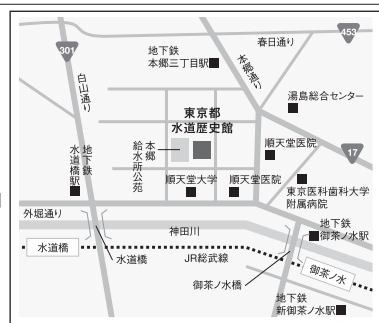 453
春日通り
301
地下鉄
本郷三丁目駅
本郷通り
白山通り
湯島総合センター
東京都
水道歴史館
本郷
給水所公苑
17
順天堂医院
地下鉄
水道橋駅
順天堂大学
順天堂医院
東京医科歯科大学
附属病院
外堀通り
神田川
地下鉄
御茶ノ水駅
水道橋
水道橋
JR総武線
御茶ノ水
御茶ノ水橋
地下鉄
新御茶ノ水駅